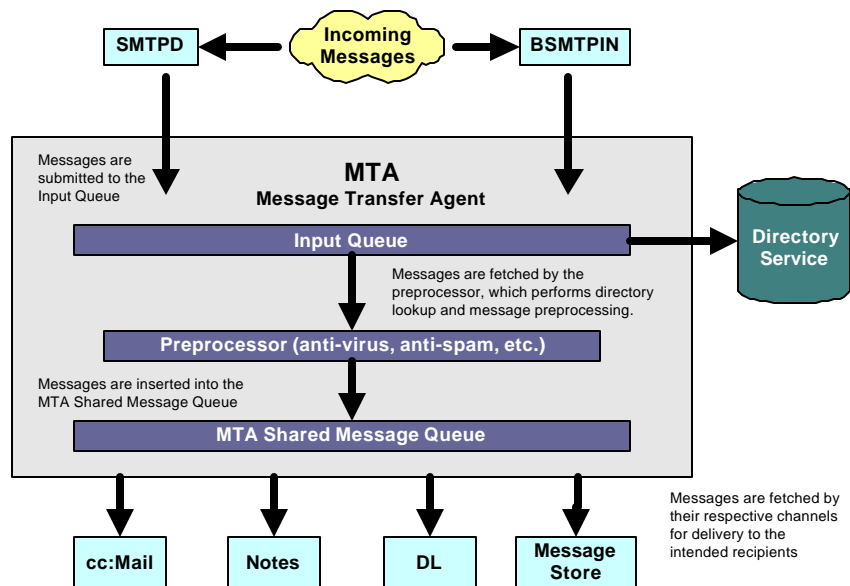 Incoming
Messages
SMTPD
BSMTPIN
Messages are
submitted to the
Input Queue
MTA
Message Transfer Agent
Input Queue
Directory
Service
Messages are fetched by the
preprocessor, which performs directory
lookup and message preprocessing.
Preprocessor (anti-virus, anti-spam, etc.)
Messages are inserted into the
MTA Shared Message Queue
MTA Shared Message Queue
Messages are fetched by
their respective channels
for delivery to the
intended recipients
cc:Mail
Notes
DL
Message
Store